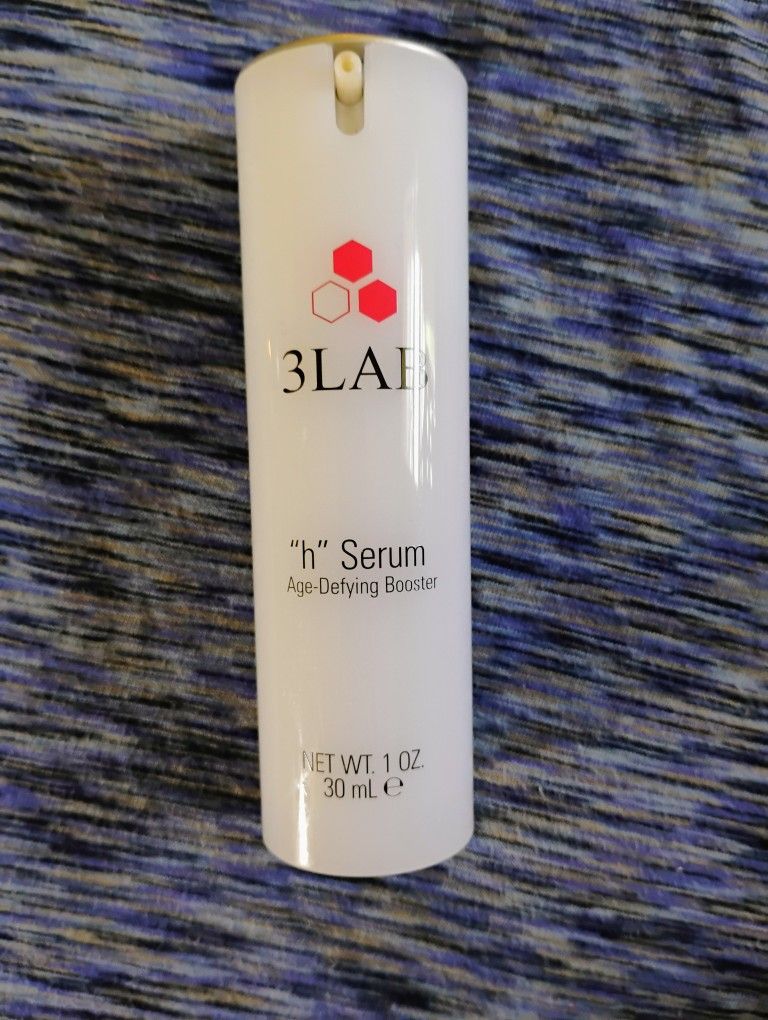 3LAB
“h” Serum
Age-Defying Booster
NET WT. 1 OZ.
30 mL ℮